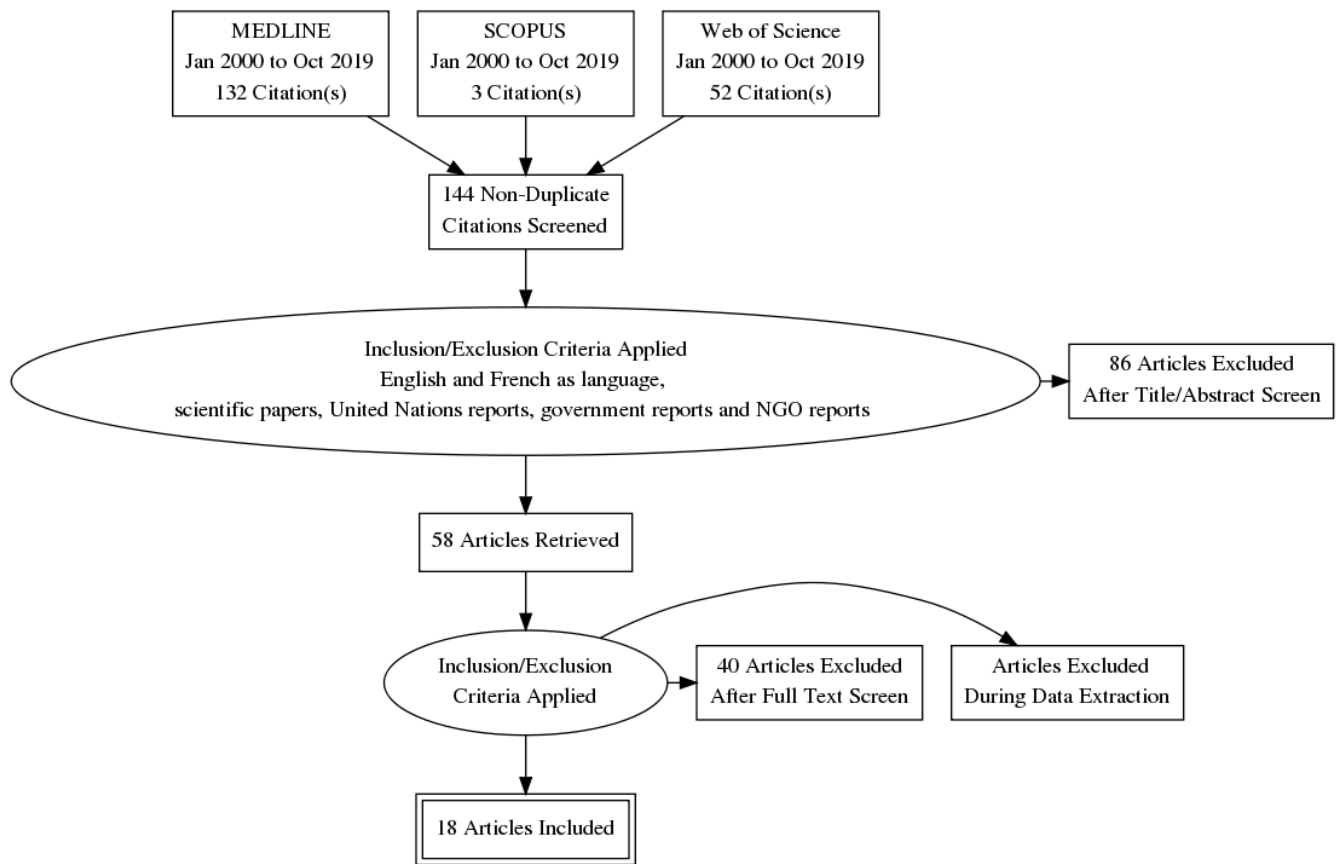 MEDLINE
Jan 2000 to Oct 2019
132 Citation(s)
SCOPUS
Jan 2000 to Oct 2019
3 Citation(s)
Web of Science
Jan 2000 to Oct 2019
52 Citation(s)
144 Non-Duplicate
Citations Screened
Inclusion/Exclusion Criteria Applied
English and French as language,
scientific papers, United Nations reports, government reports and NGO reports
86 Articles Excluded
After Title/Abstract Screen
58 Articles Retrieved
Inclusion/Exclusion
Criteria Applied
40 Articles Excluded
After Full Text Screen
Articles Excluded
During Data Extraction
18 Articles Included